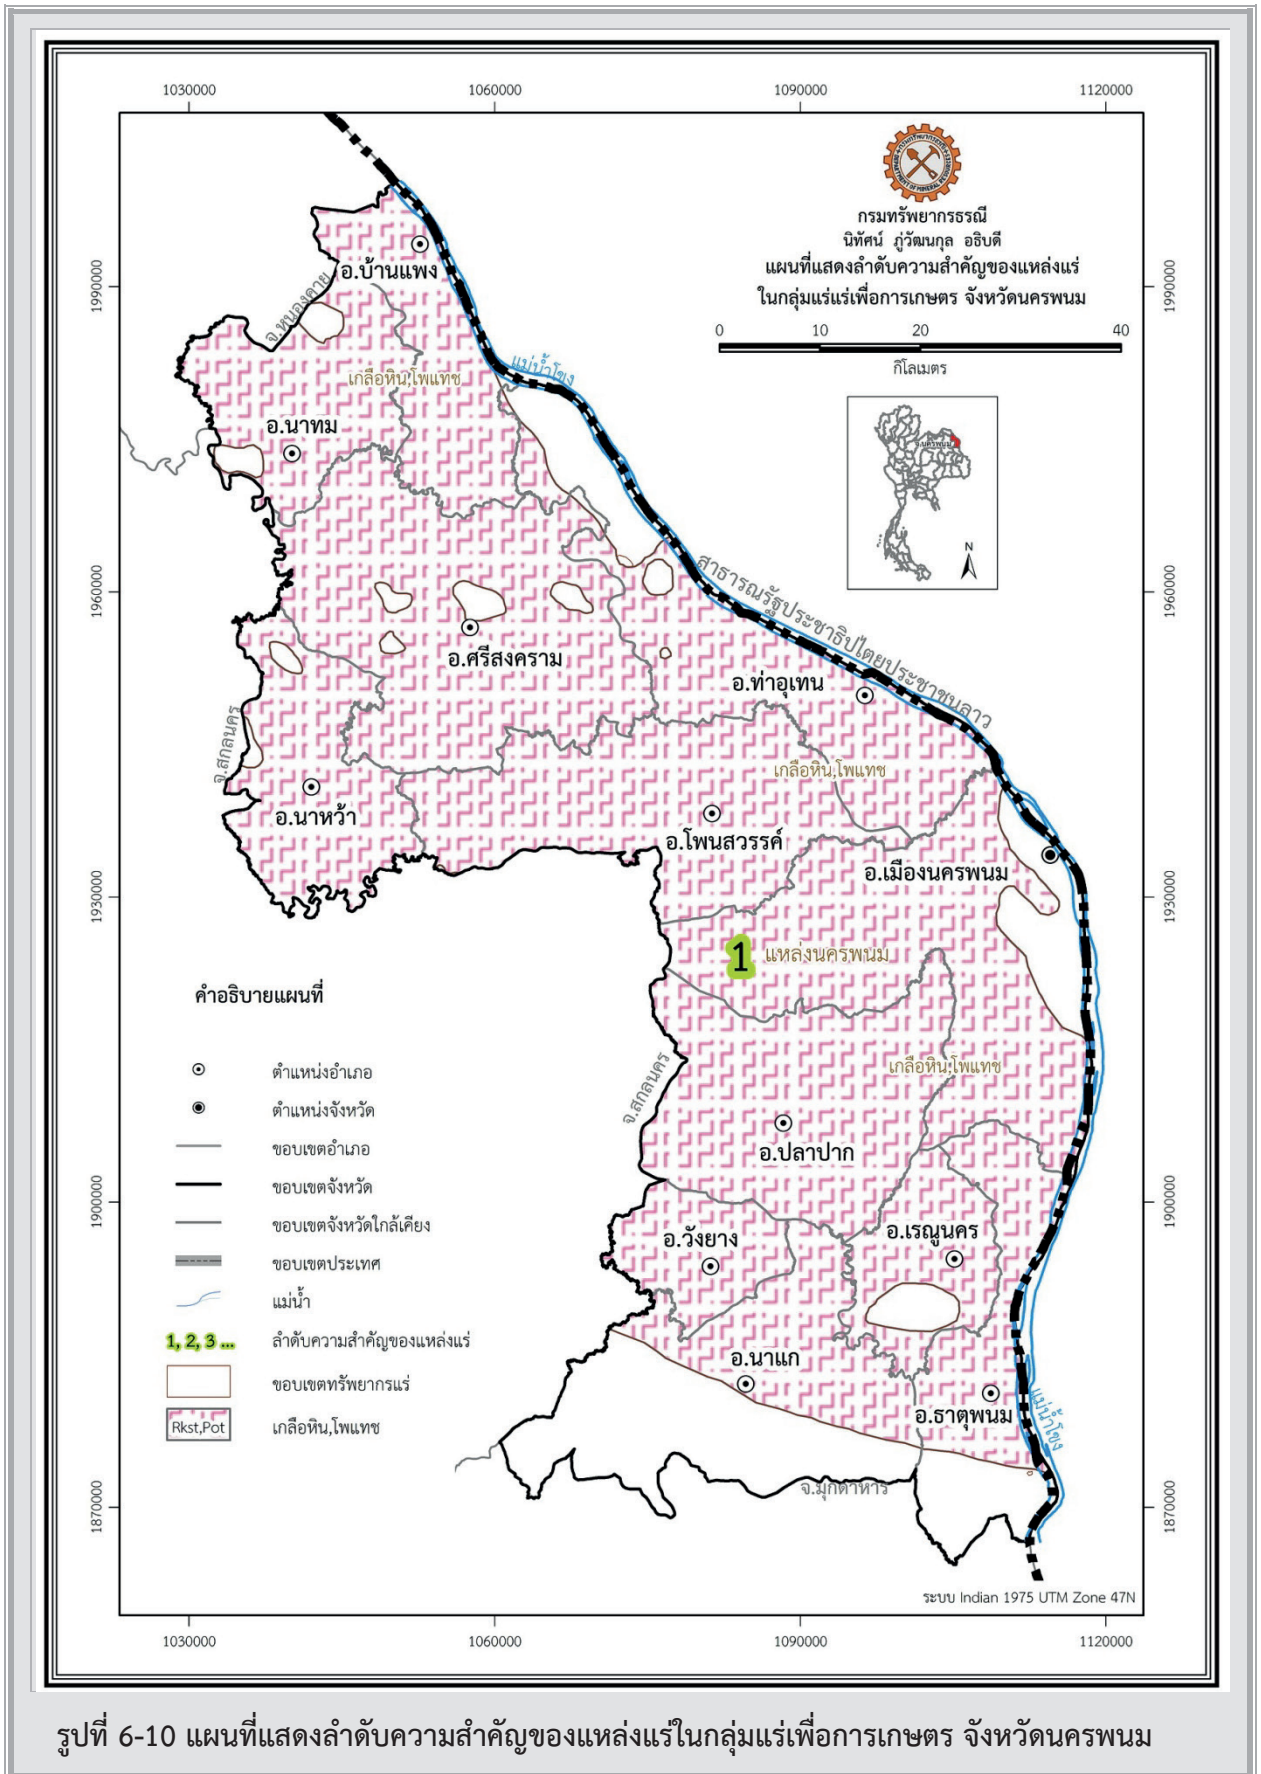 1030000 1060000 1090000 1120000
กรมทรัพยากรธรณี
DEPARTMENT OF MINERAL RESOURCES
กรมทรัพยากรธรณี
นิทัศน์ ภู่วัฒนกุล อธิบดี
แผนที่แสดงลำดับความสำคัญของแหล่งแร่
ในกลุ่มแร่แร่เพื่อการเกษตร จังหวัดนครพนม
0 10 20 40
กิโลเมตร
จ.นครพนม
N
1990000 1990000
1960000 1960000
1930000 1930000
1900000 1900000
1870000 1870000
อ.บ้านแพง
จ.หนองคาย
แม่น้ำโขง
เกลือหิน,โพแทช
อ.นาทม
สาธารณรัฐประชาธิปไตยประชาชนลาว
อ.ศรีสงคราม
อ.ท่าอุเทน
จ.สกลนคร
เกลือหิน,โพแทช
อ.นาหว้า
อ.โพนสวรรค์
อ.เมืองนครพนม
1 แหล่งนครพนม
จ.สกลนคร
เกลือหิน,โพแทช
อ.ปลาปาก
อ.วังยาง
อ.เรณูนคร
อ.นาแก
อ.ธาตุพนม
แม่น้ำโขง
จ.มุกดาหาร
คำอธิบายแผนที่
ตำแหน่งอำเภอ
ตำแหน่งจังหวัด
ขอบเขตอำเภอ
ขอบเขตจังหวัด
ขอบเขตจังหวัดใกล้เคียง
ขอบเขตประเทศ
แม่น้ำ
1, 2, 3 ... ลำดับความสำคัญของแหล่งแร่
ขอบเขตทรัพยากรแร่
Rkst,Pot เกลือหิน,โพแทช
ระบบ Indian 1975 UTM Zone 47N
1030000 1060000 1090000 1120000
รูปที่ 6-10 แผนที่แสดงลำดับความสำคัญของแหล่งแร่ในกลุ่มแร่เพื่อการเกษตร จังหวัดนครพนม